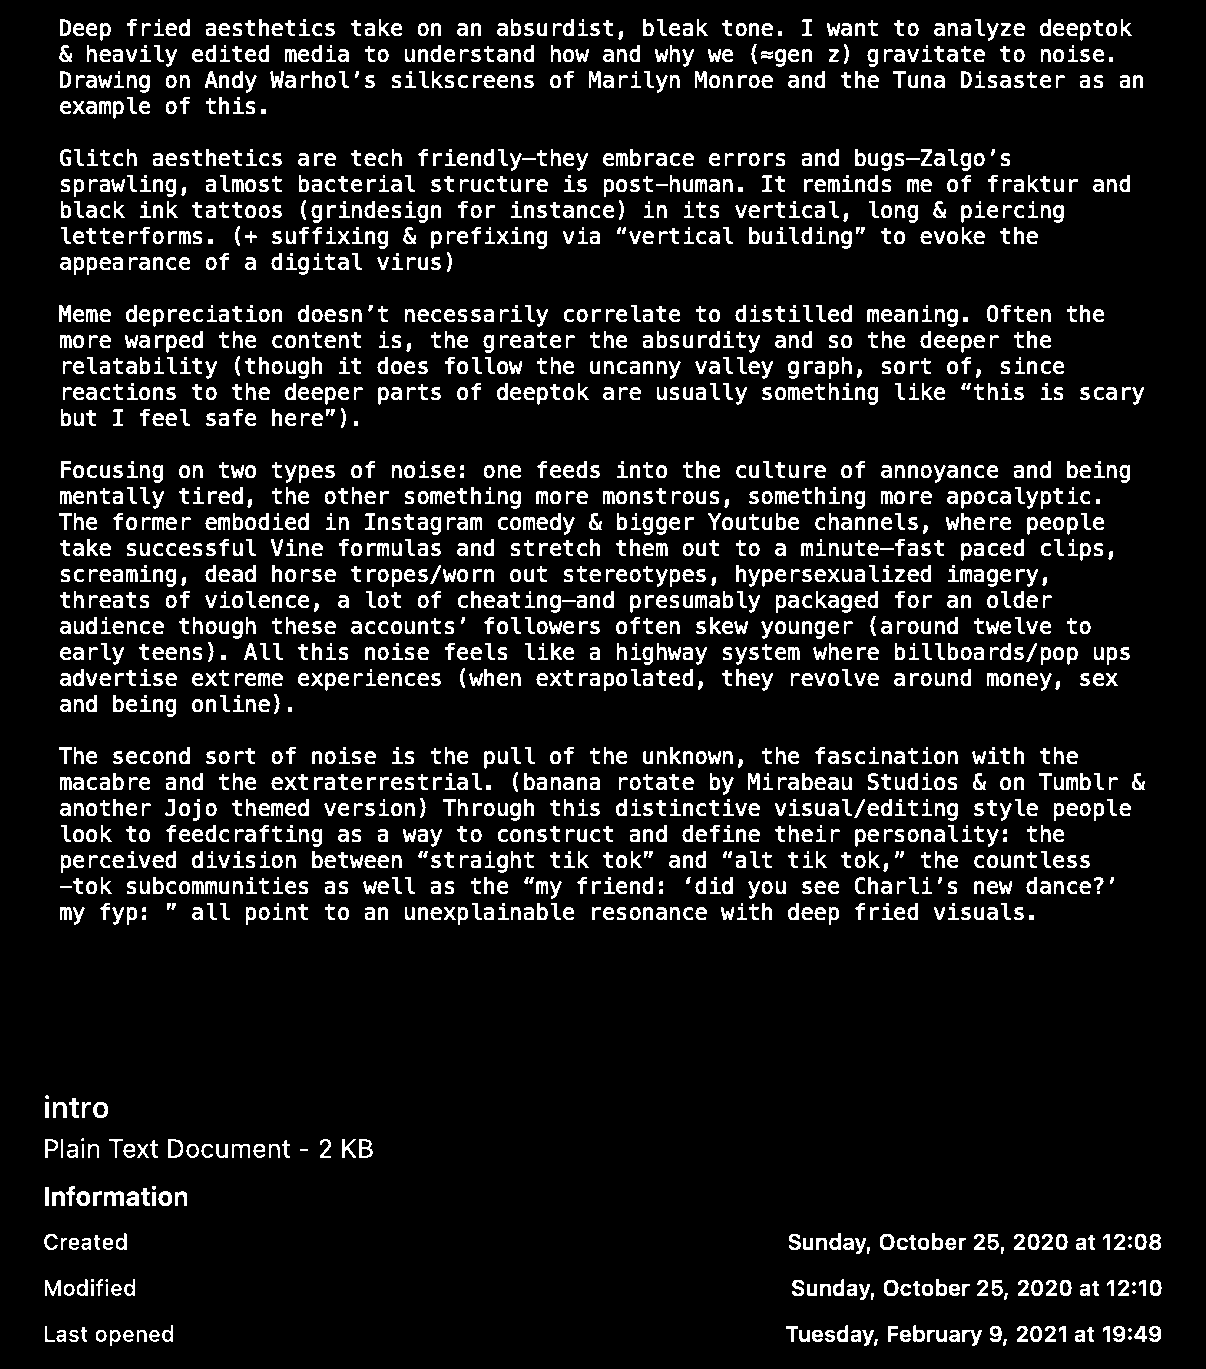 Deep fried aesthetics take on an absurdist, bleak tone. I want to analyze deeptok
& heavily edited media to understand how and why we (≈gen z) gravitate to noise.
Drawing on Andy Warhol’s silkscreens of Marilyn Monroe and the Tuna Disaster as an
example of this.
Glitch aesthetics are tech friendly—they embrace errors and bugs—Zalgo’s
sprawling, almost bacterial structure is post-human. It reminds me of fraktur and
black ink tattoos (grindesign for instance) in its vertical, long & piercing
letterforms. (+ suffixing & prefixing via “vertical building” to evoke the
appearance of a digital virus)
Meme depreciation doesn’t necessarily correlate to distilled meaning. Often the
more warped the content is, the greater the absurdity and so the deeper the
relatability (though it does follow the uncanny valley graph, sort of, since
reactions to the deeper parts of deeptok are usually something like “this is scary
but I feel safe here”).
Focusing on two types of noise: one feeds into the culture of annoyance and being
mentally tired, the other something more monstrous, something more apocalyptic.
The former embodied in Instagram comedy & bigger Youtube channels, where people
take successful Vine formulas and stretch them out to a minute—fast paced clips,
screaming, dead horse tropes/worn out stereotypes, hypersexualized imagery,
threats of violence, a lot of cheating—and presumably packaged for an older
audience though these accounts’ followers often skew younger (around twelve to
early teens). All this noise feels like a highway system where billboards/pop ups
advertise extreme experiences (when extrapolated, they revolve around money, sex
and being online).
The second sort of noise is the pull of the unknown, the fascination with the
macabre and the extraterrestrial. (banana rotate by Mirabeau Studios & on Tumblr &
another Jojo themed version) Through this distinctive visual/editing style people
look to feedcrafting as a way to construct and define their personality: the
perceived division between “straight tik tok” and “alt tik tok,” the countless
-tok subcommunities as well as the “my friend: ‘did you see Charli’s new dance?’
my fyp: ” all point to an unexplainable resonance with deep fried visuals.
intro
Plain Text Document - 2 KB
Information
Created Sunday, October 25, 2020 at 12:08
Modified Sunday, October 25, 2020 at 12:10
Last opened Tuesday, February 9, 2021 at 19:49